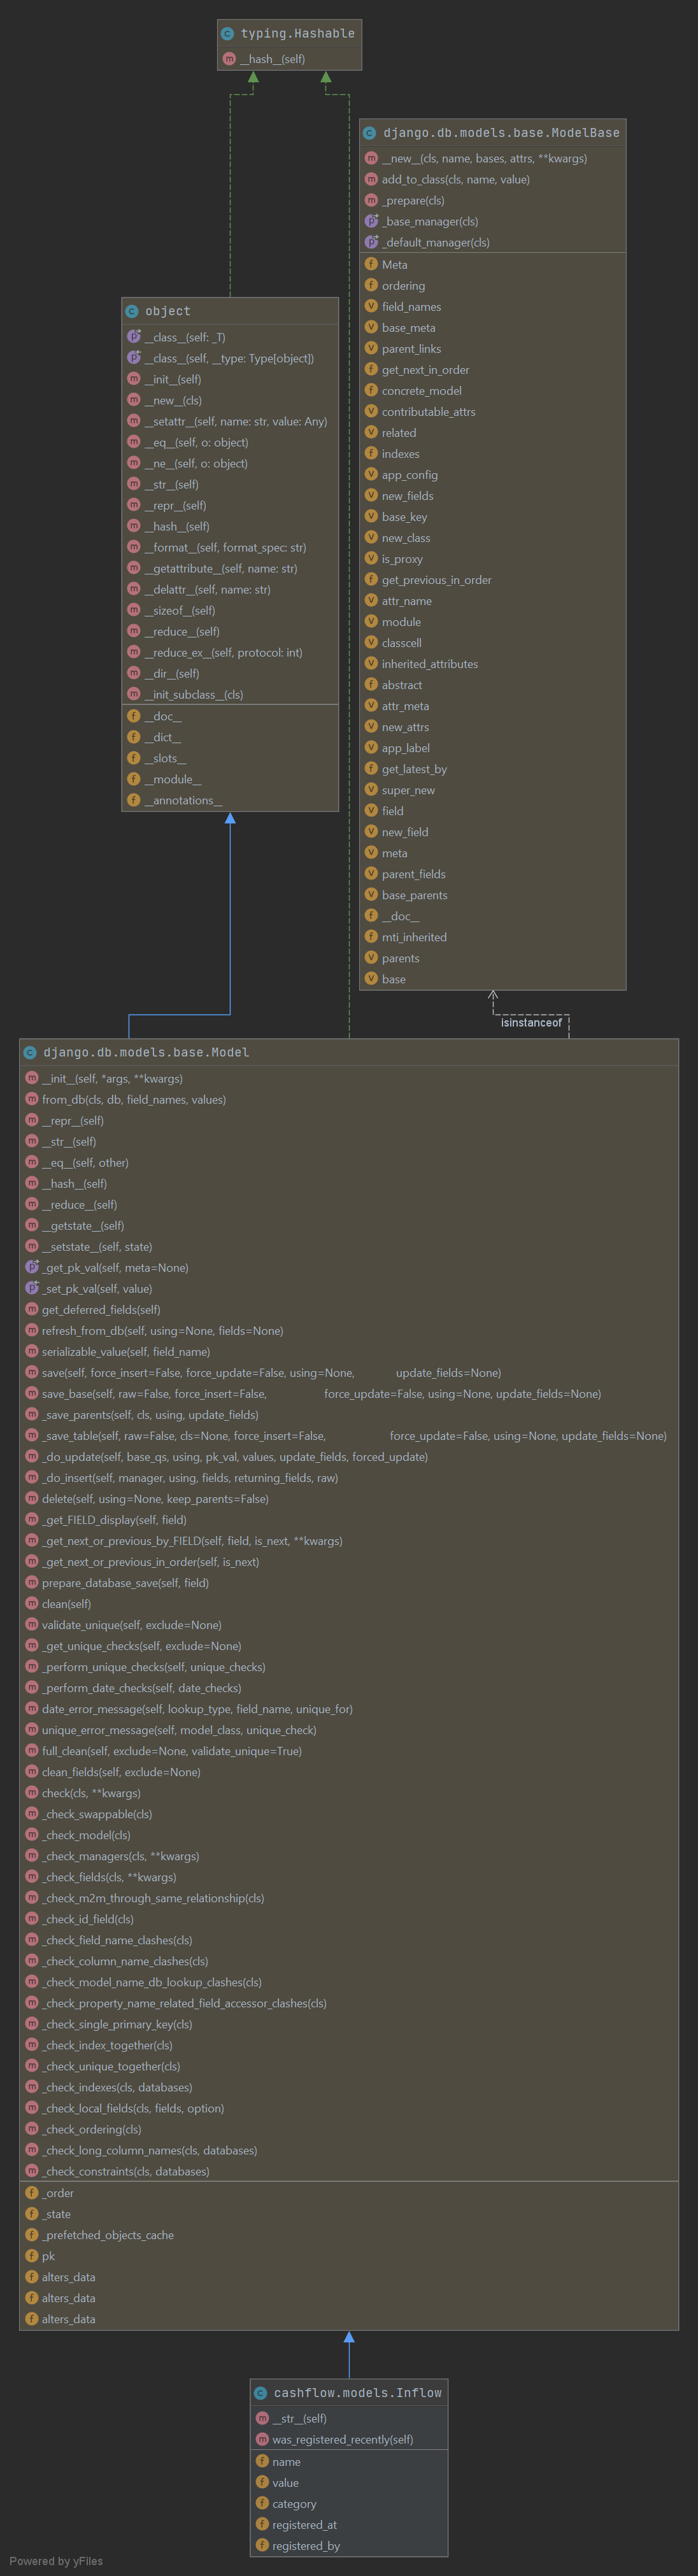 typing.Hashable
__hash__(self)
django.db.models.base.ModelBase
__new__(cls, name, bases, attrs, **kwargs)
add_to_class(cls, name, value)
_prepare(cls)
_base_manager(cls)
_default_manager(cls)
Meta
ordering
field_names
base_meta
parent_links
get_next_in_order
concrete_model
contributable_attrs
related
indexes
app_config
new_fields
base_key
new_class
is_proxy
get_previous_in_order
attr_name
module
classcell
inherited_attributes
abstract
attr_meta
new_attrs
app_label
get_latest_by
super_new
field
new_field
meta
parent_fields
base_parents
__doc__
mti_inherited
parents
base
object
__class__(self: _T)
__class__(self, __type: Type[object])
__init__(self)
__new__(cls)
__setattr__(self, name: str, value: Any)
__eq__(self, o: object)
__ne__(self, o: object)
__str__(self)
__repr__(self)
__hash__(self)
__format__(self, format_spec: str)
__getattribute__(self, name: str)
__delattr__(self, name: str)
__sizeof__(self)
__reduce__(self)
__reduce_ex__(self, protocol: int)
__dir__(self)
__init_subclass__(cls)
__doc__
__dict__
__slots__
__module__
__annotations__
isinstanceof
django.db.models.base.Model
__init__(self, *args, **kwargs)
from_db(cls, db, field_names, values)
__repr__(self)
__str__(self)
__eq__(self, other)
__hash__(self)
__reduce__(self)
__getstate__(self)
__setstate__(self, state)
_get_pk_val(self, meta=None)
_set_pk_val(self, value)
get_deferred_fields(self)
refresh_from_db(self, using=None, fields=None)
serializable_value(self, field_name)
save(self, force_insert=False, force_update=False, using=None, update_fields=None)
save_base(self, raw=False, force_insert=False, force_update=False, using=None, update_fields=None)
_save_parents(self, cls, using, update_fields)
_save_table(self, raw=False, cls=None, force_insert=False, force_update=False, using=None, update_fields=None)
_do_update(self, base_qs, using, pk_val, values, update_fields, forced_update)
_do_insert(self, manager, using, fields, returning_fields, raw)
delete(self, using=None, keep_parents=False)
_get_FIELD_display(self, field)
_get_next_or_previous_by_FIELD(self, field, is_next, **kwargs)
_get_next_or_previous_in_order(self, is_next)
prepare_database_save(self, field)
clean(self)
validate_unique(self, exclude=None)
_get_unique_checks(self, exclude=None)
_perform_unique_checks(self, unique_checks)
_perform_date_checks(self, date_checks)
date_error_message(self, lookup_type, field_name, unique_for)
unique_error_message(self, model_class, unique_check)
full_clean(self, exclude=None, validate_unique=True)
clean_fields(self, exclude=None)
check(cls, **kwargs)
_check_swappable(cls)
_check_model(cls)
_check_managers(cls, **kwargs)
_check_fields(cls, **kwargs)
_check_m2m_through_same_relationship(cls)
_check_id_field(cls)
_check_field_name_clashes(cls)
_check_column_name_clashes(cls)
_check_model_name_db_lookup_clashes(cls)
_check_property_name_related_field_accessor_clashes(cls)
_check_single_primary_key(cls)
_check_index_together(cls)
_check_unique_together(cls)
_check_indexes(cls, databases)
_check_local_fields(cls, fields, option)
_check_ordering(cls)
_check_long_column_names(cls, databases)
_check_constraints(cls, databases)
_order
_state
_prefetched_objects_cache
pk
alters_data
alters_data
alters_data
cashflow.models.Inflow
__str__(self)
was_registered_recently(self)
name
value
category
registered_at
registered_by
Powered by yFiles